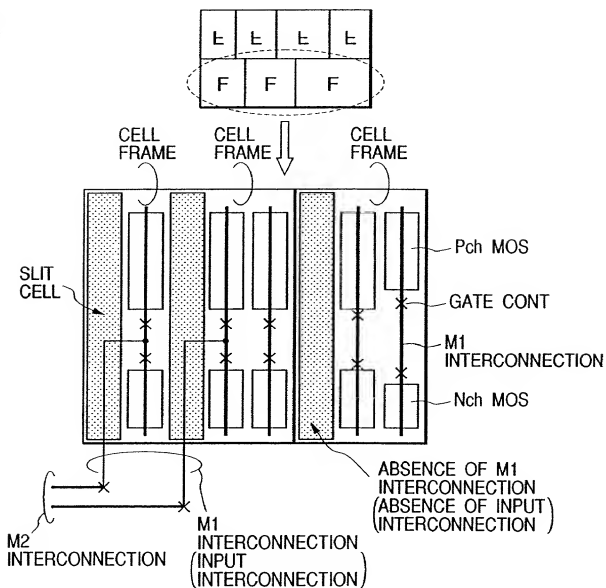 F F F
CELL FRAME
CELL FRAME
CELL FRAME
SLIT CELL
Pch MOS
GATE CONT
M1 INTERCONNECTION
Nch MOS
ABSENCE OF M1
INTERCONNECTION
(ABSENCE OF INPUT
INTERCONNECTION)
M2
INTERCONNECTION
M1
INTERCONNECTION
(INPUT
INTERCONNECTION)